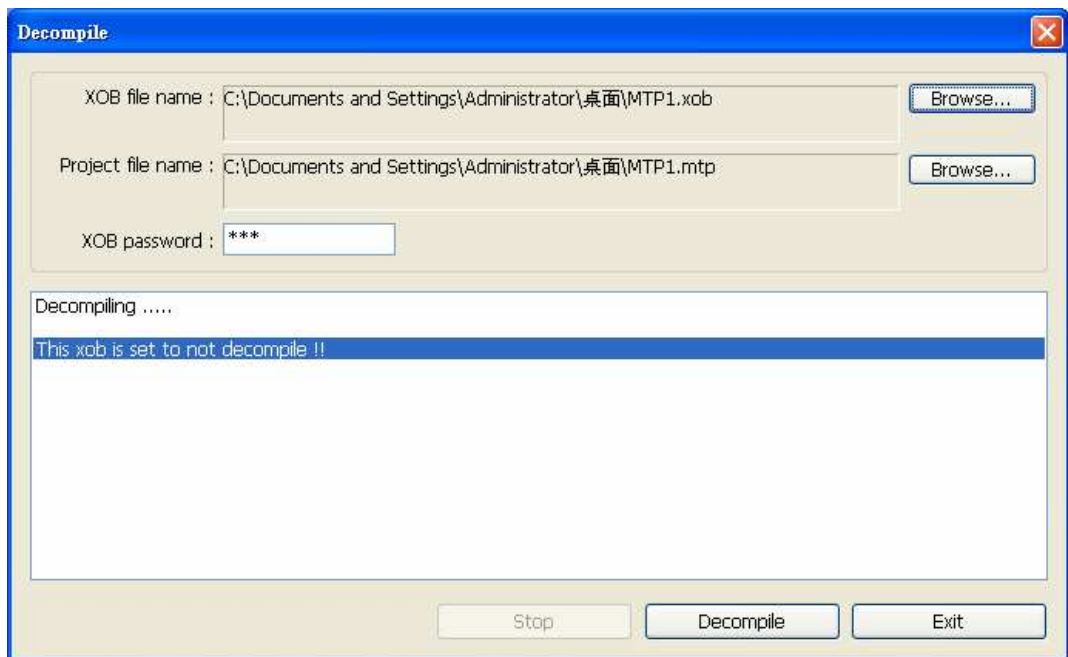 Decompile
XOB file name : C:\Documents and Settings\Administrator\桌面\MTP1.xob
Browse...
Project file name : C:\Documents and Settings\Administrator\桌面\MTP1.mtp
Browse...
XOB password : ***
Decompiling .....
This xob is set to not decompile !!
Stop Decompile Exit